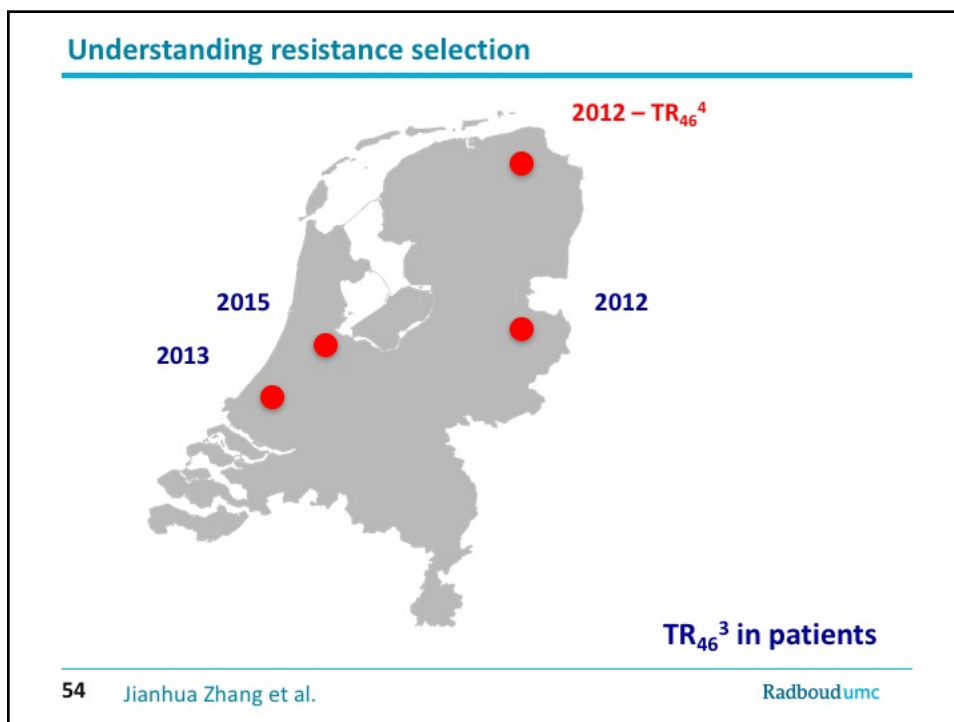 Understanding resistance selection
2012 – TR₄₆⁴
2015
2012
2013
TR₄₆³ in patients
54 Jianhua Zhang et al. Radboudumc